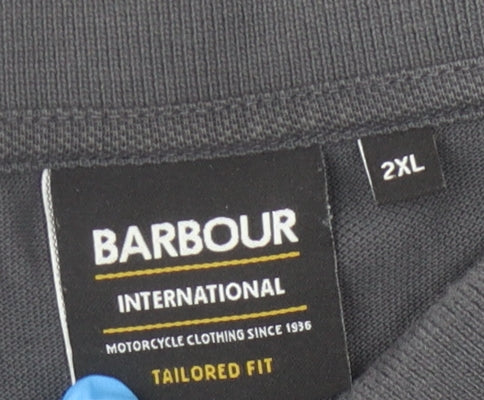 2XL
BARBOUR
INTERNATIONAL
MOTORCYCLE CLOTHING SINCE 1936
TAILORED FIT